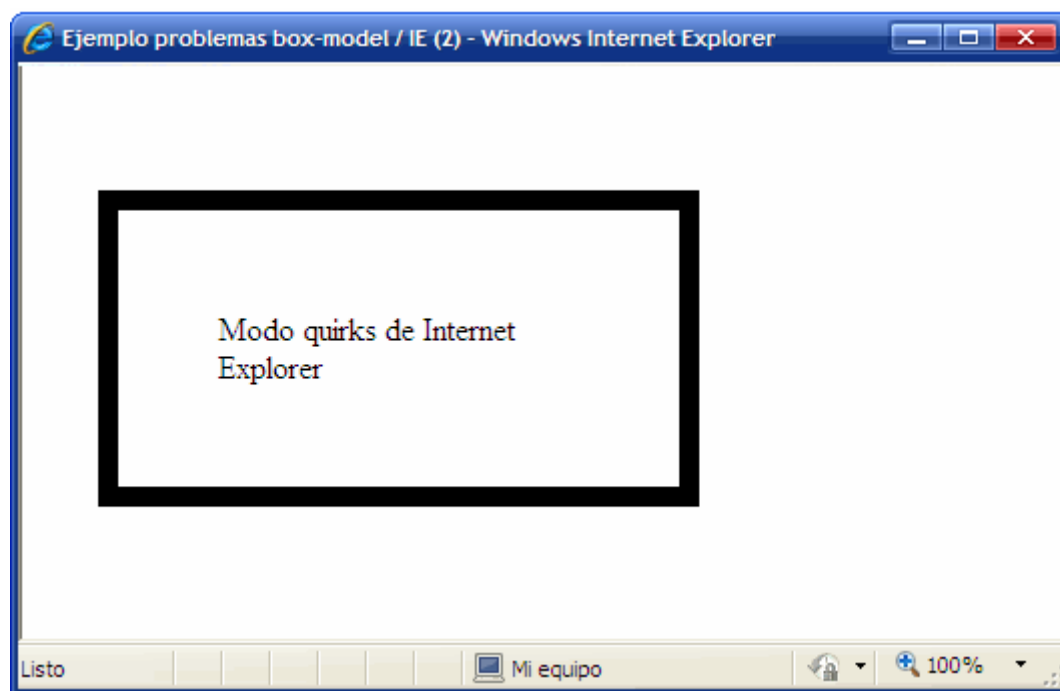 Ejemplo problemas box-model / IE (2) - Windows Internet Explorer
Modo quirks de Internet
Explorer
Listo
Mi equipo
100%